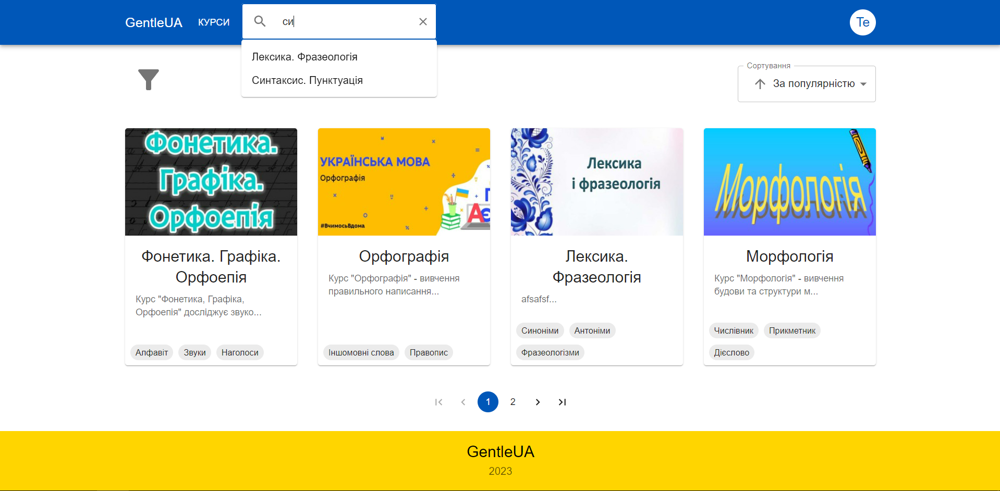 GentleUA
КУРСИ
си
Te
Лексика. Фразеологія
Синтаксис. Пунктуація
Сортування
За популярністю
Фонетика.
Графіка.
Орфоепія
УКРАЇНСЬКА МОВА
Орфографія
#ВчимосьВдома
Лексика
і фразеологія
Морфологія
Фонетика. Графіка.
Орфоепія
Курс "Фонетика, Графіка,
Орфоепія" досліджує звуко...
Алфавіт
Звуки
Наголоси
Орфографія
Курс "Орфографія" - вивчення
правильного написання...
Іншомовні слова
Правопис
Лексика.
Фразеологія
afsafsf...
Синоніми
Антоніми
Фразеологізми
Морфологія
Курс "Морфологія" - вивчення
будови та структури м...
Числівник
Прикметник
Дієслово
1
2
GentleUA
2023